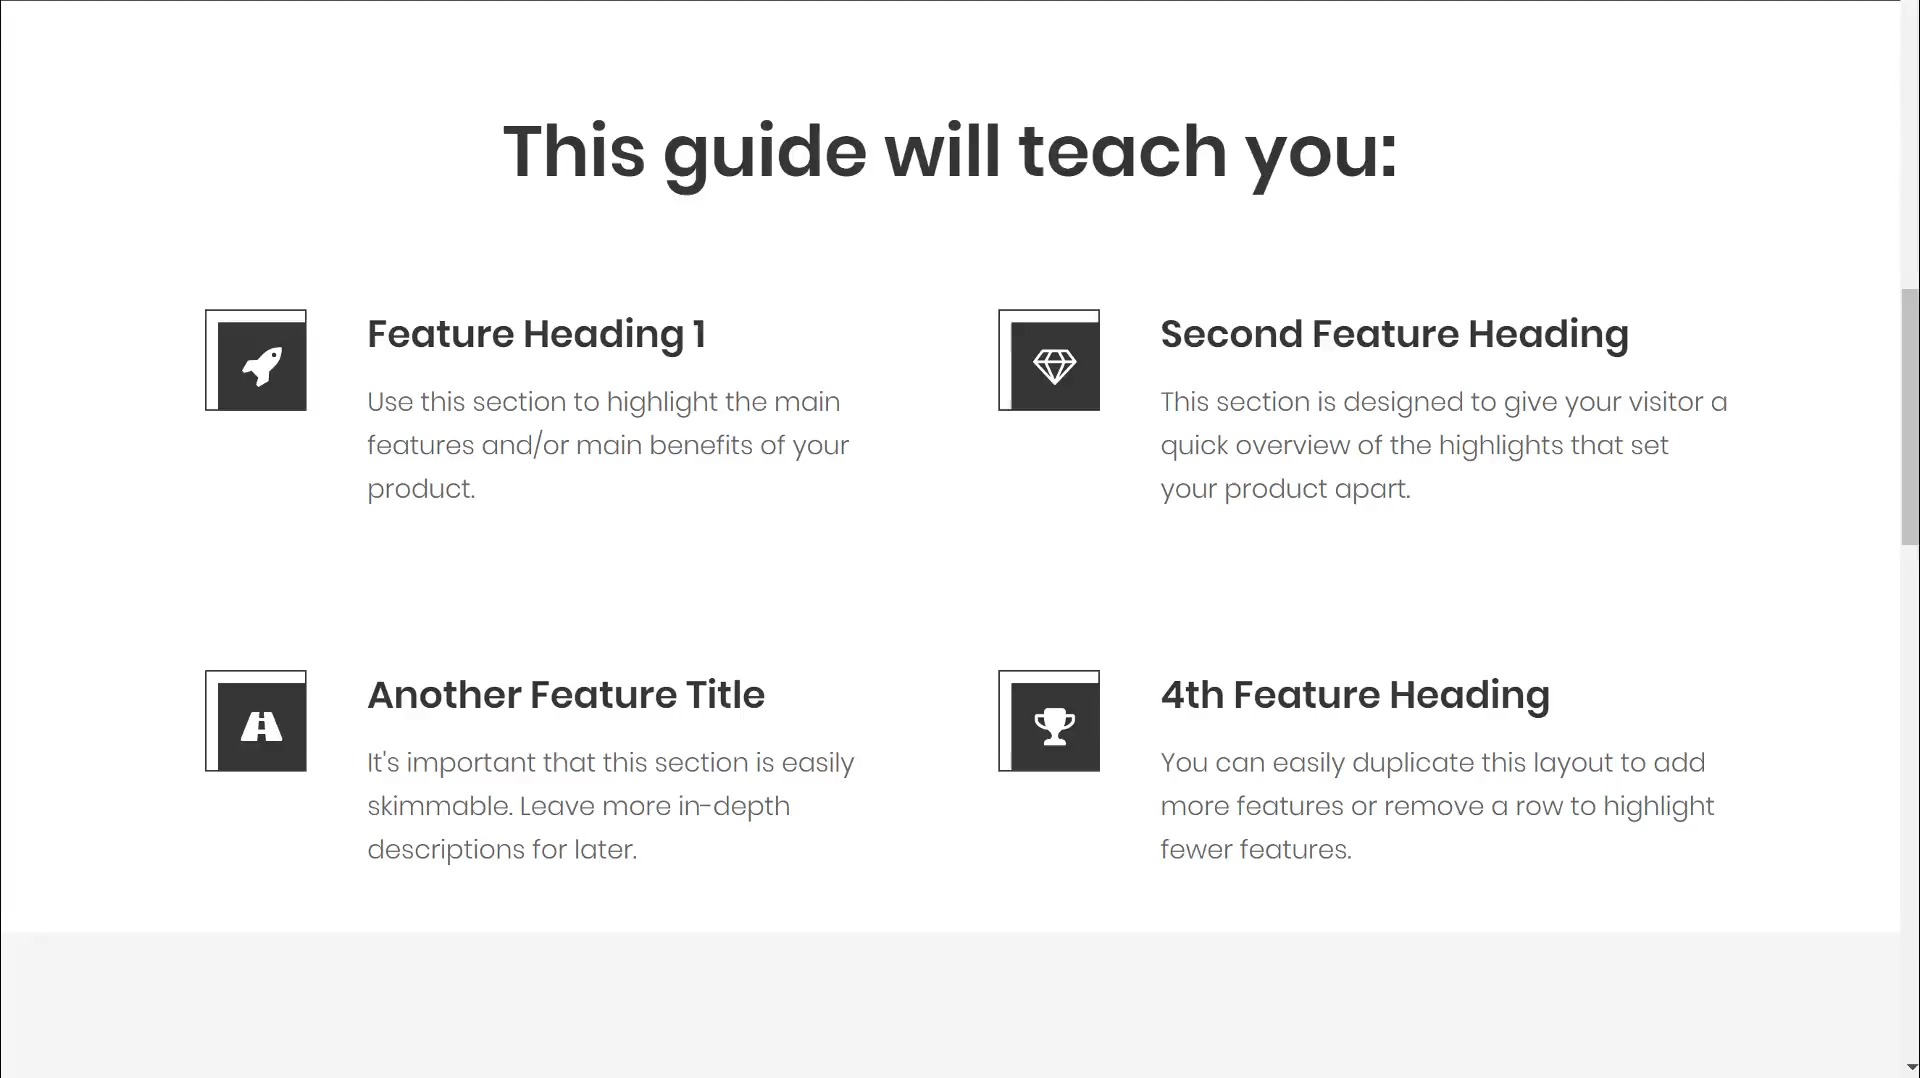 This guide will teach you:
Feature Heading 1
Use this section to highlight the main
features and/or main benefits of your
product.
Second Feature Heading
This section is designed to give your visitor a
quick overview of the highlights that set
your product apart.
Another Feature Title
It's important that this section is easily
skimmable. Leave more in-depth
descriptions for later.
4th Feature Heading
You can easily duplicate this layout to add
more features or remove a row to highlight
fewer features.